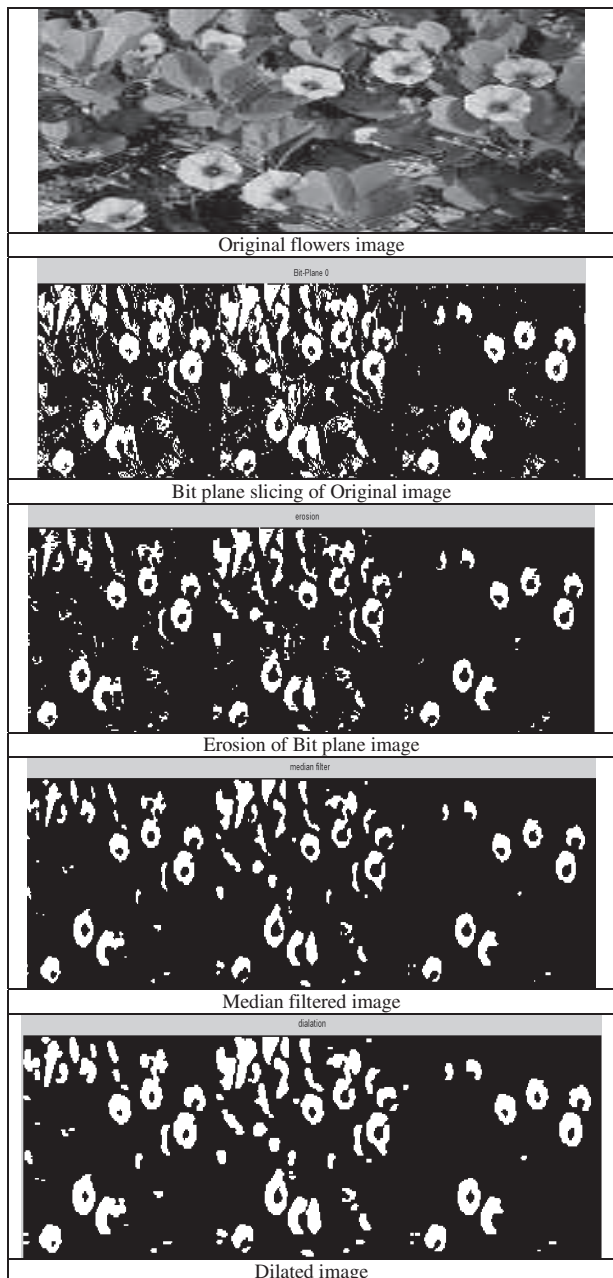 Original flowers image
Bit-Plane 0
Bit plane slicing of Original image
erosion
Erosion of Bit plane image
median filter
Median filtered image
dialation
Dilated image